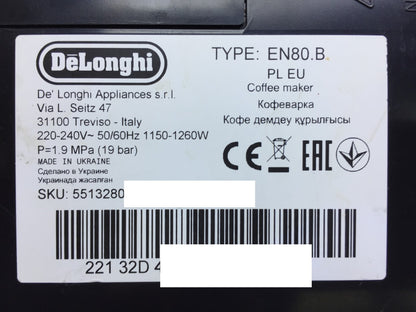 DeLonghi
TYPE: EN80.B
PL EU
Coffee maker
Кофеварка
Кофе демдеу құрылғысы
De' Longhi Appliances s.r.l.
Via L. Seitz 47
31100 Treviso - Italy
220-240V~ 50/60Hz 1150-1260W
P=1.9 MPa (19 bar)
MADE IN UKRAINE
Сделано в Украине
Украинада жасалған
SKU: 5513280
CE EAC
221 32D 4